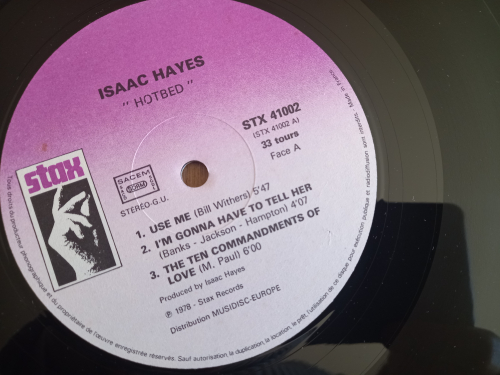 ISAAC HAYES
" HOTBED "
STX 41002
(STX 41002 A)
33 tours
Face A
stax
SACEM
STEREO-G.U.
1. USE ME (Bill Withers) 5'47
2. I'M GONNA HAVE TO TELL HER
(Banks - Jackson - Hampton) 4'07
3. THE TEN COMMANDMENTS OF
LOVE (M. Paul) 6'00
Produced by Isaac Hayes
℗ 1978 - Stax Records
Distribution MUSIDISC-EUROPE
Tous droits du producteur phonographique et du propriétaire de l'oeuvre enregistrée réservés. Sauf autorisation, la duplication, la location, le prêt, l'utilisation de ce disque pour exécution publique et radiodiffusion sont interdits. Made in France